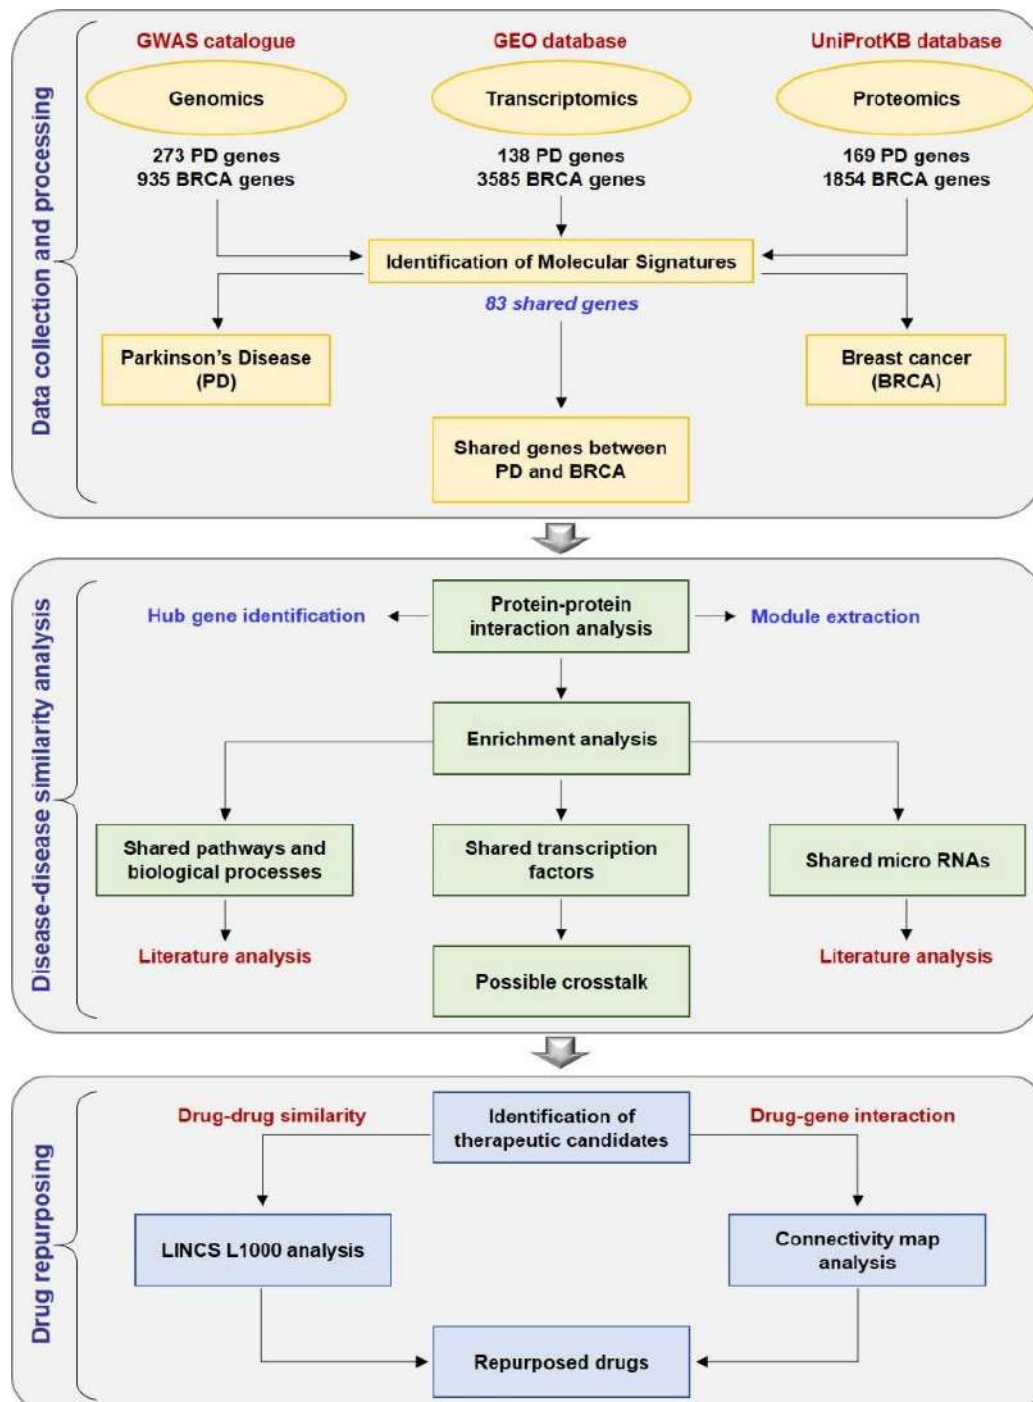 Data collection and processing
GWAS catalogue
GEO database
UniProtKB database
Genomics
Transcriptomics
Proteomics
273 PD genes
935 BRCA genes
138 PD genes
3585 BRCA genes
169 PD genes
1854 BRCA genes
Identification of Molecular Signatures
83 shared genes
Parkinson's Disease
(PD)
Breast cancer
(BRCA)
Shared genes between
PD and BRCA
Disease-disease similarity analysis
Hub gene identification
Protein-protein
interaction analysis
Module extraction
Enrichment analysis
Shared pathways and
biological processes
Shared transcription
factors
Shared micro RNAs
Literature analysis
Possible crosstalk
Literature analysis
Drug repurposing
Drug-drug similarity
Identification of
therapeutic candidates
Drug-gene interaction
LINCS L1000 analysis
Connectivity map
analysis
Repurposed drugs